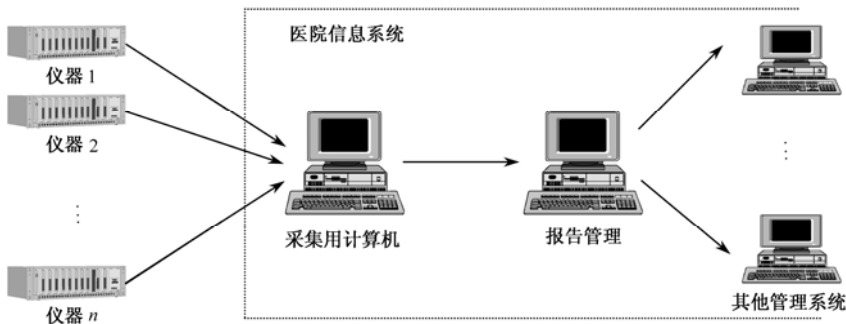 医院信息系统
仪器 1
仪器 2
⋮
仪器 n
采集用计算机
报告管理
⋮
其他管理系统